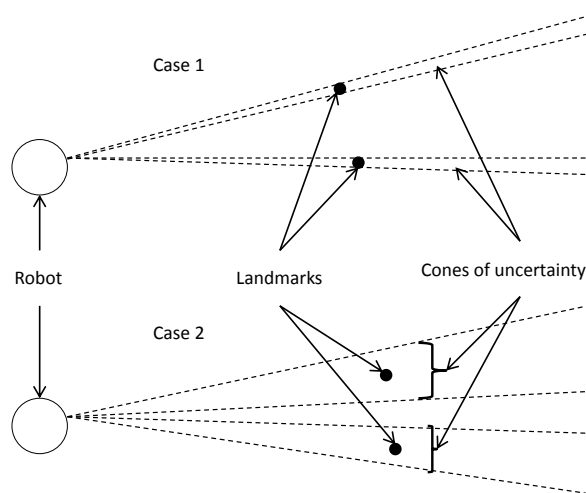 Case 1
Robot
Landmarks
Cones of uncertainty
Case 2